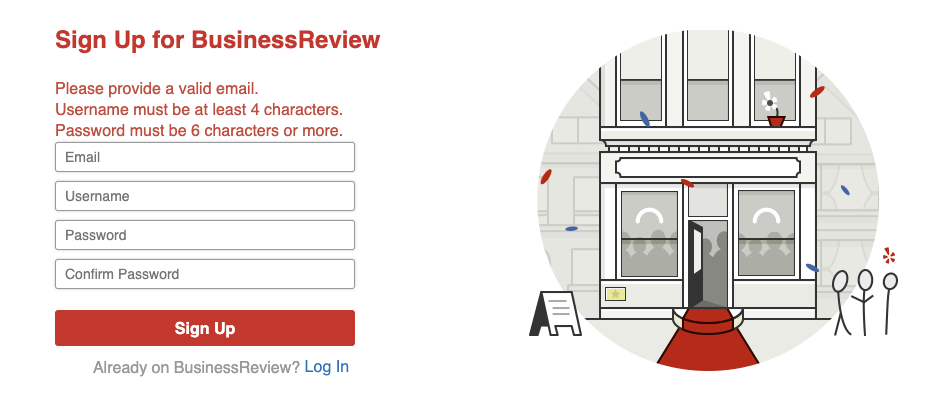 Sign Up for BusinessReview
Please provide a valid email.
Username must be at least 4 characters.
Password must be 6 characters or more.
Email
Username
Password
Confirm Password
Sign Up
Already on BusinessReview? Log In